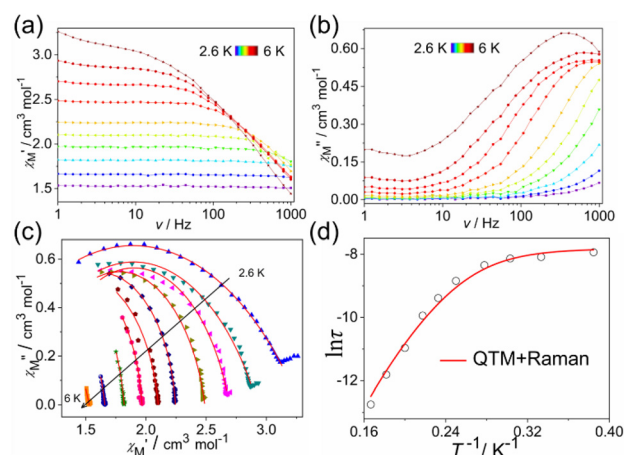 (a)
2.6 K 6 K
χM' / cm³ mol⁻¹
3.0
2.5
2.0
1.5
1 10 100 1000
ν / Hz
(b)
2.6 K 6 K
χM'' / cm³ mol⁻¹
0.60
0.45
0.30
0.15
0.00
1 10 100 1000
ν / Hz
(c)
2.6 K
6 K
χM'' / cm³ mol⁻¹
0.6
0.4
0.2
0.0
1.5 2.0 2.5 3.0
χM' / cm³ mol⁻¹
(d)
lnτ
-8
-10
-12
QTM+Raman
0.16 0.24 0.32 0.40
T⁻¹/ K⁻¹